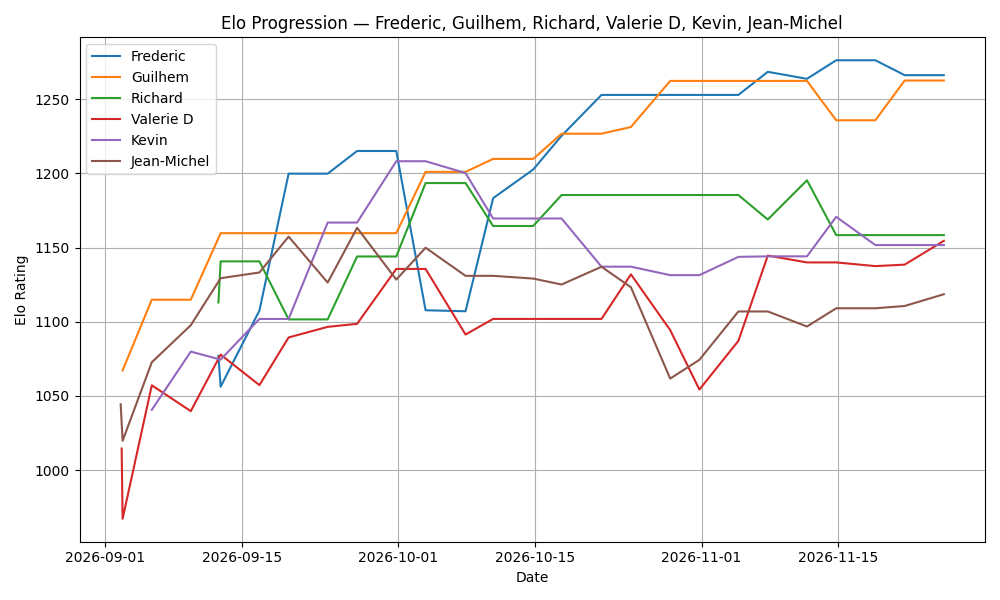 Elo Progression — Frederic, Guilhem, Richard, Valerie D, Kevin, Jean-Michel
Frederic
Guilhem
Richard
Valerie D
Kevin
Jean-Michel
Elo Rating
1250
1200
1150
1100
1050
1000
2026-09-01 2026-09-15 2026-10-01 2026-10-15 2026-11-01 2026-11-15
Date